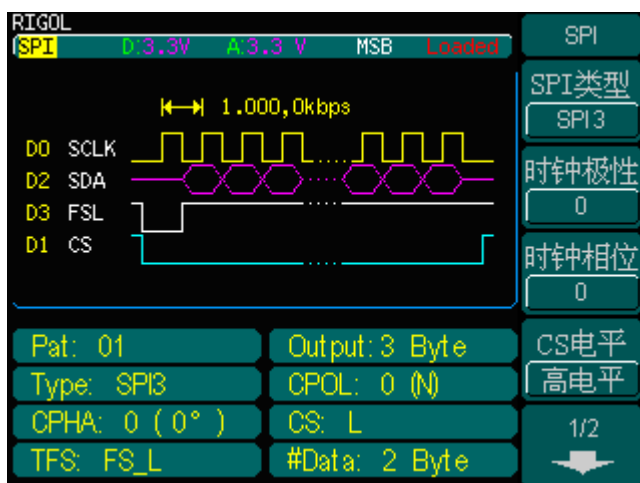 RIGOL
SPI D:3.3V A:3.3 V MSB Loaded
1.000,0kbps
D0 SCLK
D2 SDA
D3 FSL
D1 CS
Pat: 01
Output: 3 Byte
Type: SPI3
CPOL: 0 (N)
CPHA: 0 ( 0° )
CS: L
TFS: FS_L
#Data: 2 Byte
SPI
SPI类型
SPI3
时钟极性
0
时钟相位
0
CS电平
高电平
1/2